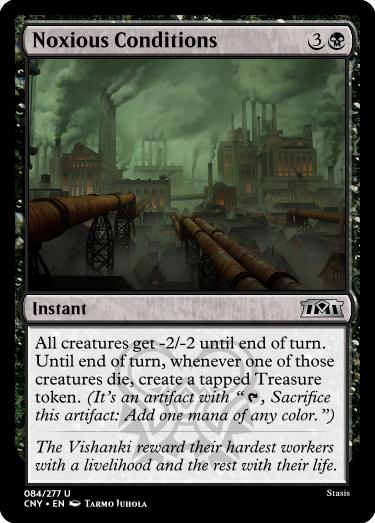 Noxious Conditions 3
Instant
All creatures get -2/-2 until end of turn.
Until end of turn, whenever one of those
creatures die, create a tapped Treasure
token. (It's an artifact with “, Sacrifice
this artifact: Add one mana of any color.”)
The Vishanki reward their hardest workers
with a livelihood and the rest with their life.
084/277 U
Stasis
CNY • EN Tarmo Juhola